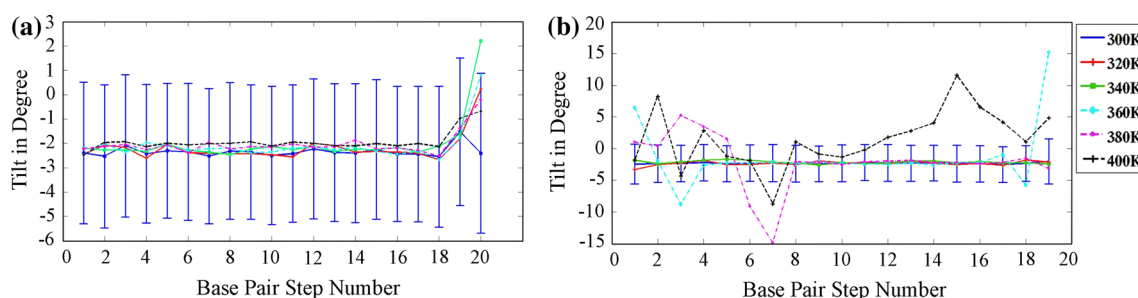 (a)
Tilt in Degree
3
2
1
0
-1
-2
-3
-4
-5
-6
0 2 4 6 8 10 12 14 16 18 20
Base Pair Step Number
(b)
Tilt in Degree
20
15
10
5
0
-5
-10
-15
0 2 4 6 8 10 12 14 16 18 20
Base Pair Step Number
300K
320K
340K
360K
380K
400K